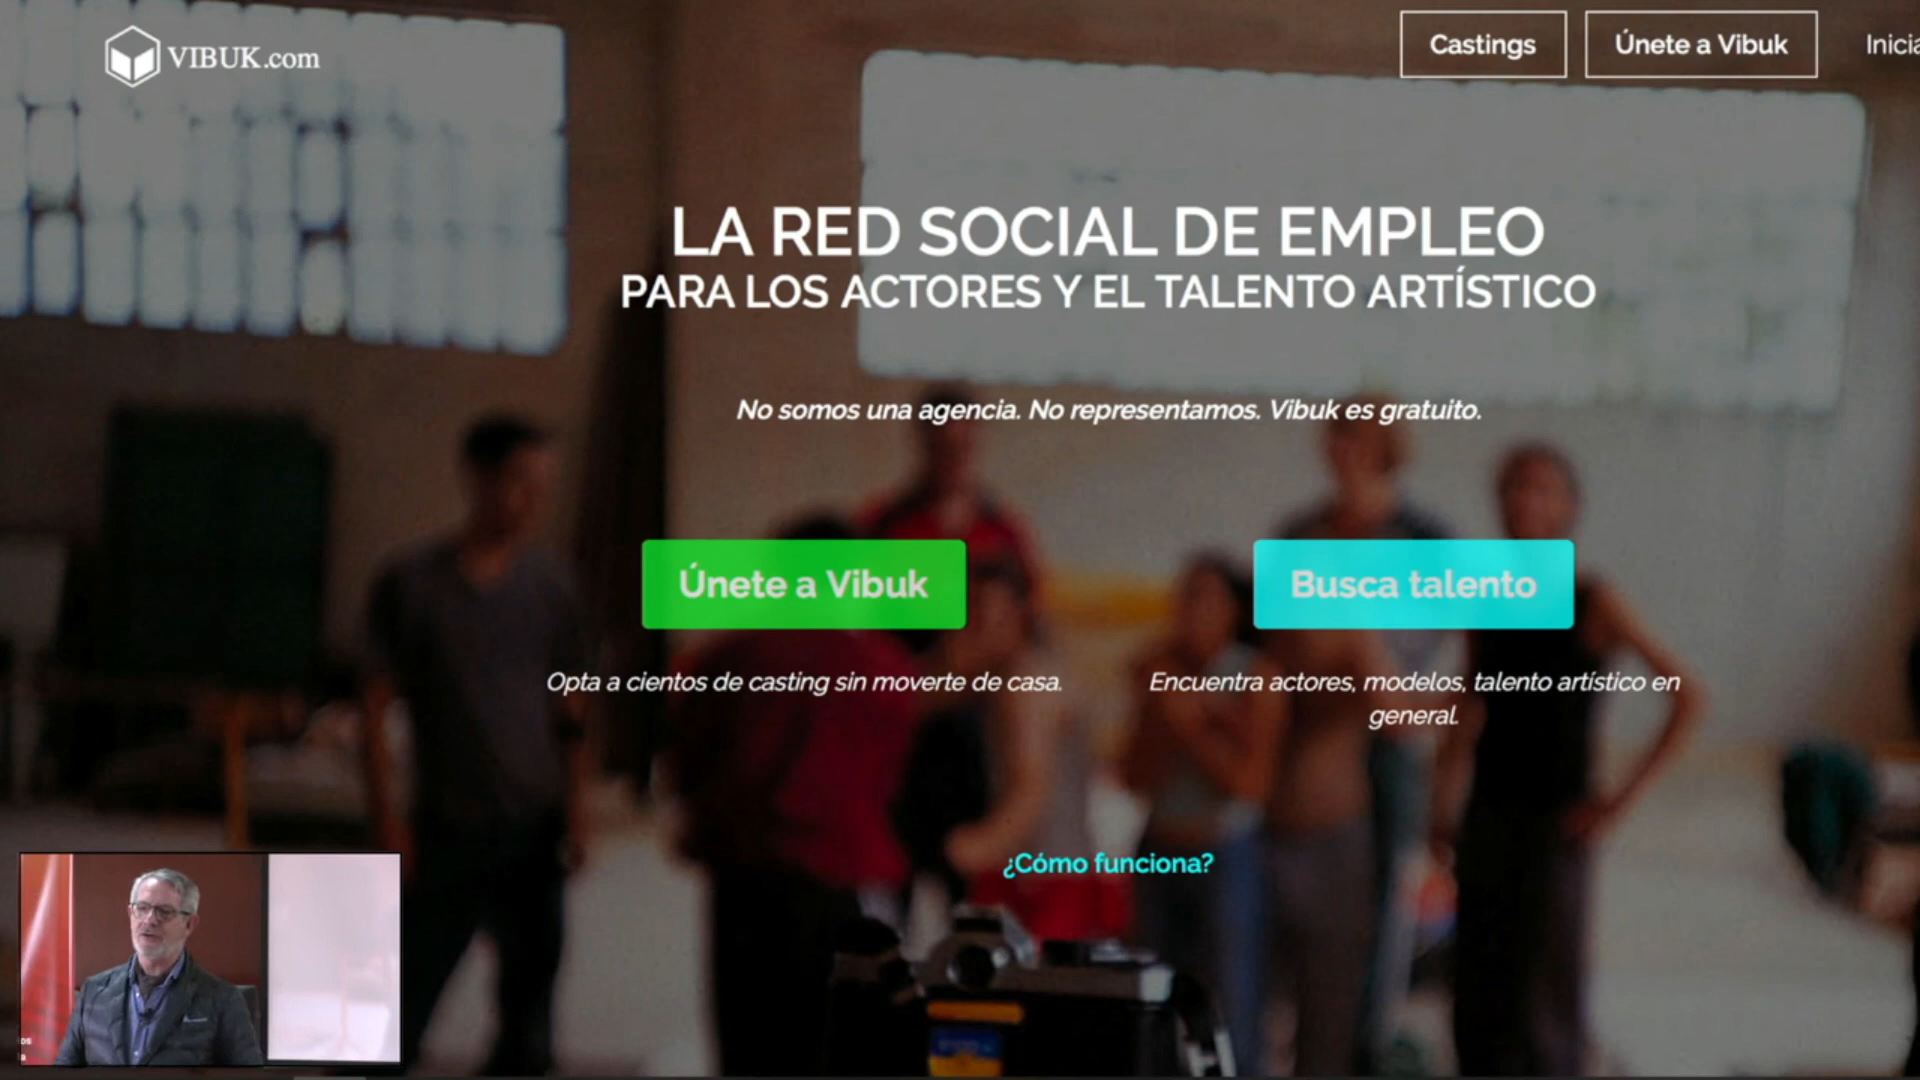 VIBUK.com
Castings
Únete a Vibuk
Inicia
LA RED SOCIAL DE EMPLEO
PARA LOS ACTORES Y EL TALENTO ARTÍSTICO
No somos una agencia. No representamos. Vibuk es gratuito.
Únete a Vibuk
Busca talento
Opta a cientos de casting sin moverte de casa.
Encuentra actores, modelos, talento artístico en
general.
¿Cómo funciona?